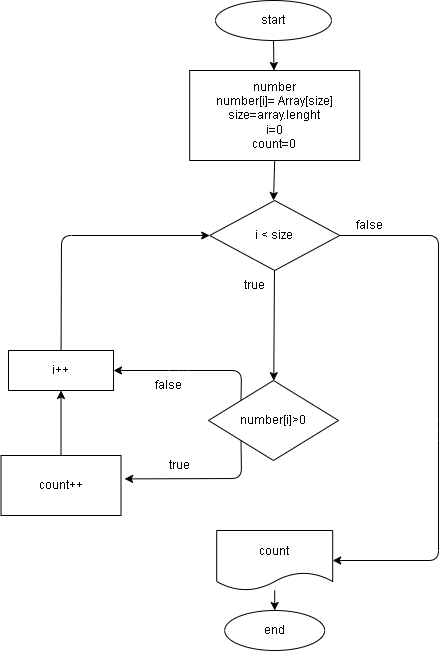 start
number
number[i]= Array[size]
size=array.lenght
i=0
count=0
i < size
false
true
i++
false
number[i]>0
true
count++
count
end